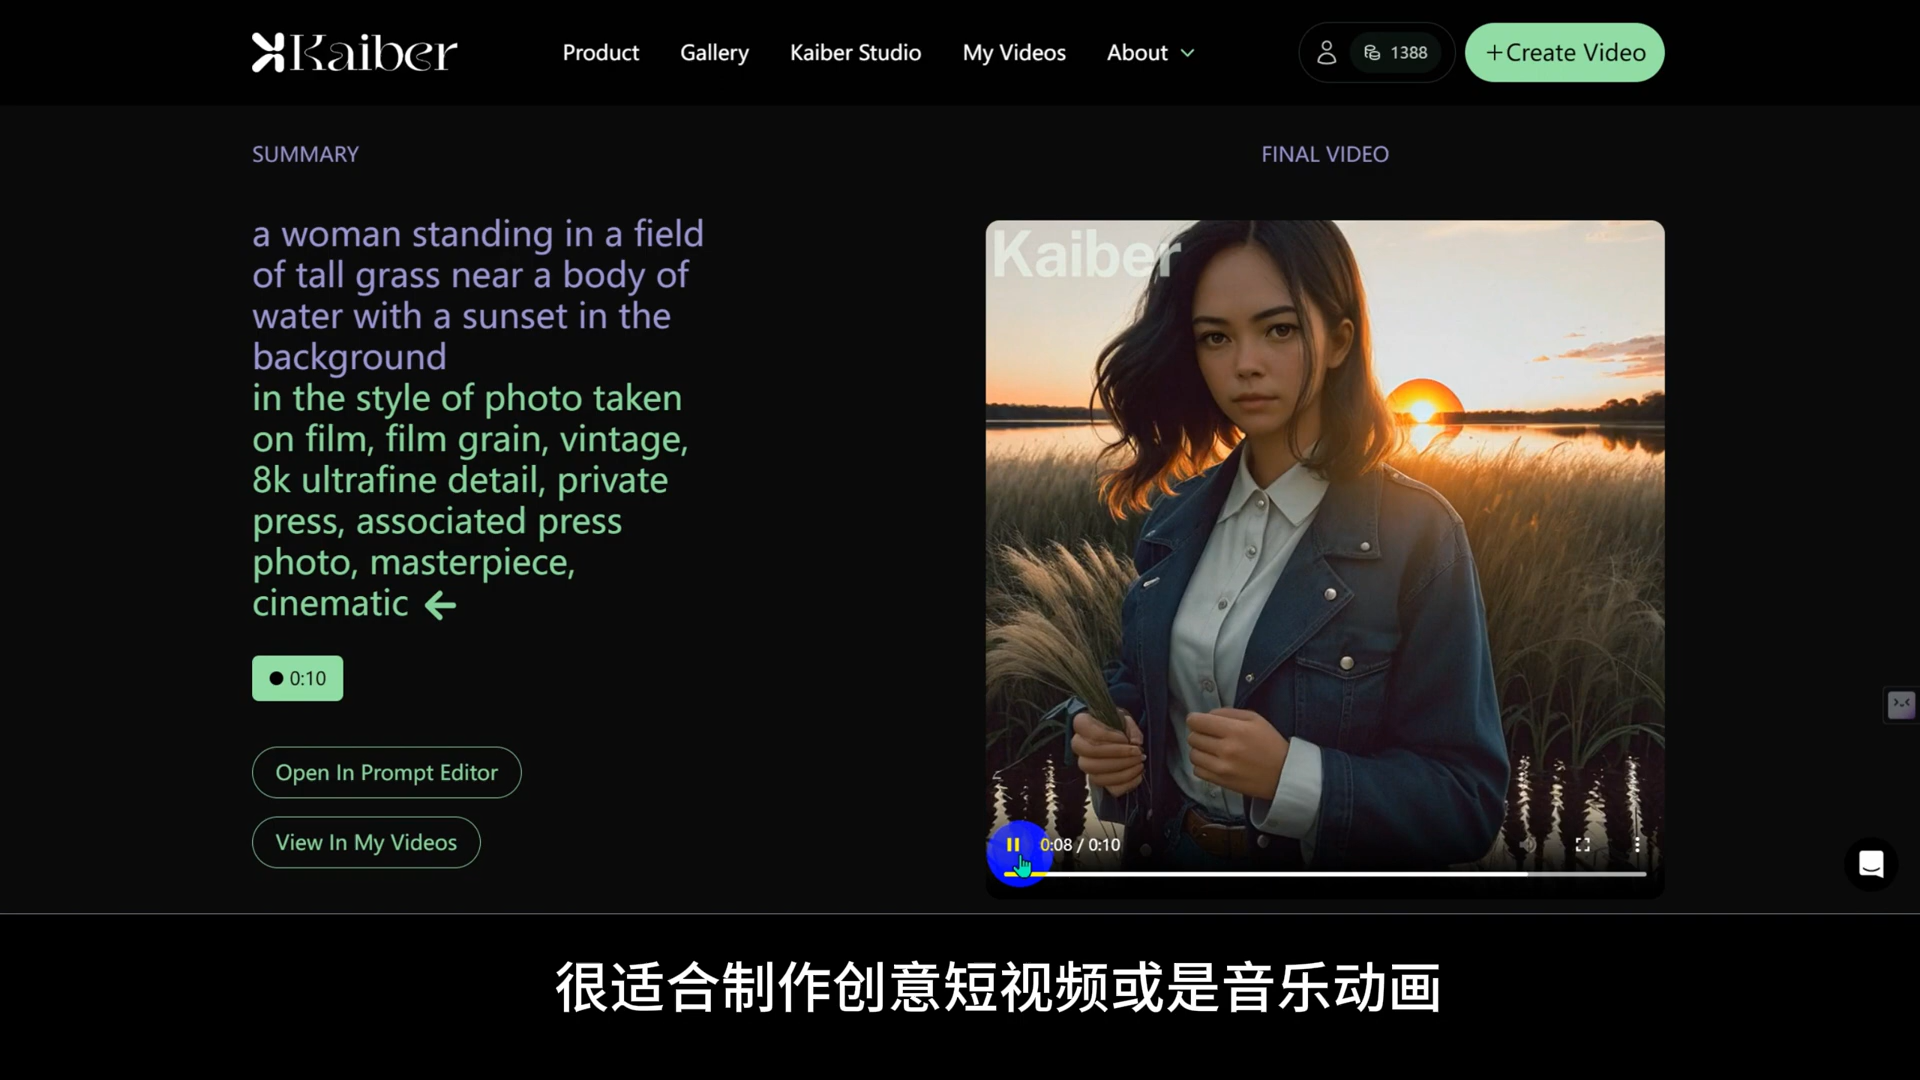 Kaiber
Product
Gallery
Kaiber Studio
My Videos
About
1388
+Create Video
SUMMARY
FINAL VIDEO
a woman standing in a field
of tall grass near a body of
water with a sunset in the
background
in the style of photo taken
on film, film grain, vintage,
8k ultrafine detail, private
press, associated press
photo, masterpiece,
cinematic
0:10
Open In Prompt Editor
View In My Videos
Kaiber
0:08 / 0:10
很适合制作创意短视频或是音乐动画